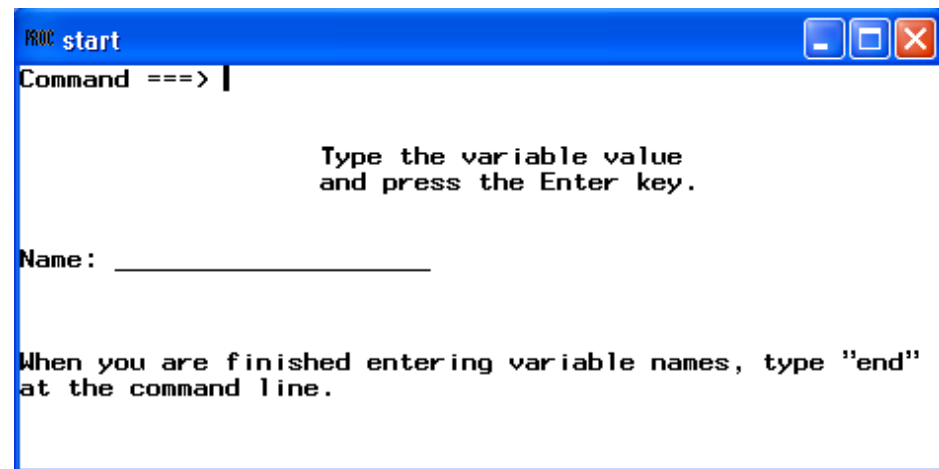 PROC start
Command ===>
Type the variable value
and press the Enter key.
Name:
When you are finished entering variable names, type "end"
at the command line.